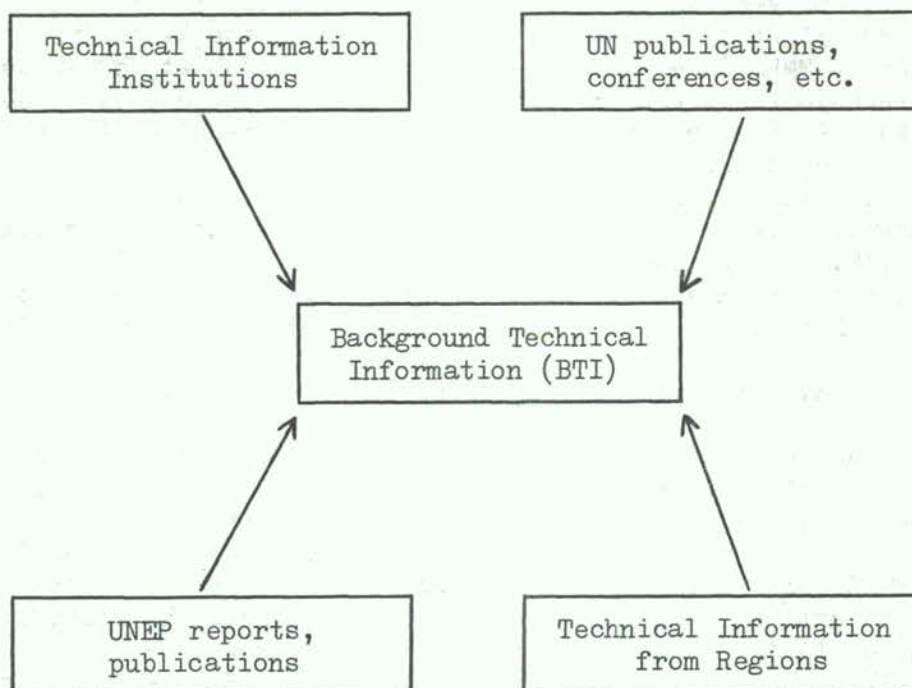 Technical Information
Institutions
UN publications,
conferences, etc.
Background Technical
Information (BTI)
UNEP reports,
publications
Technical Information
from Regions